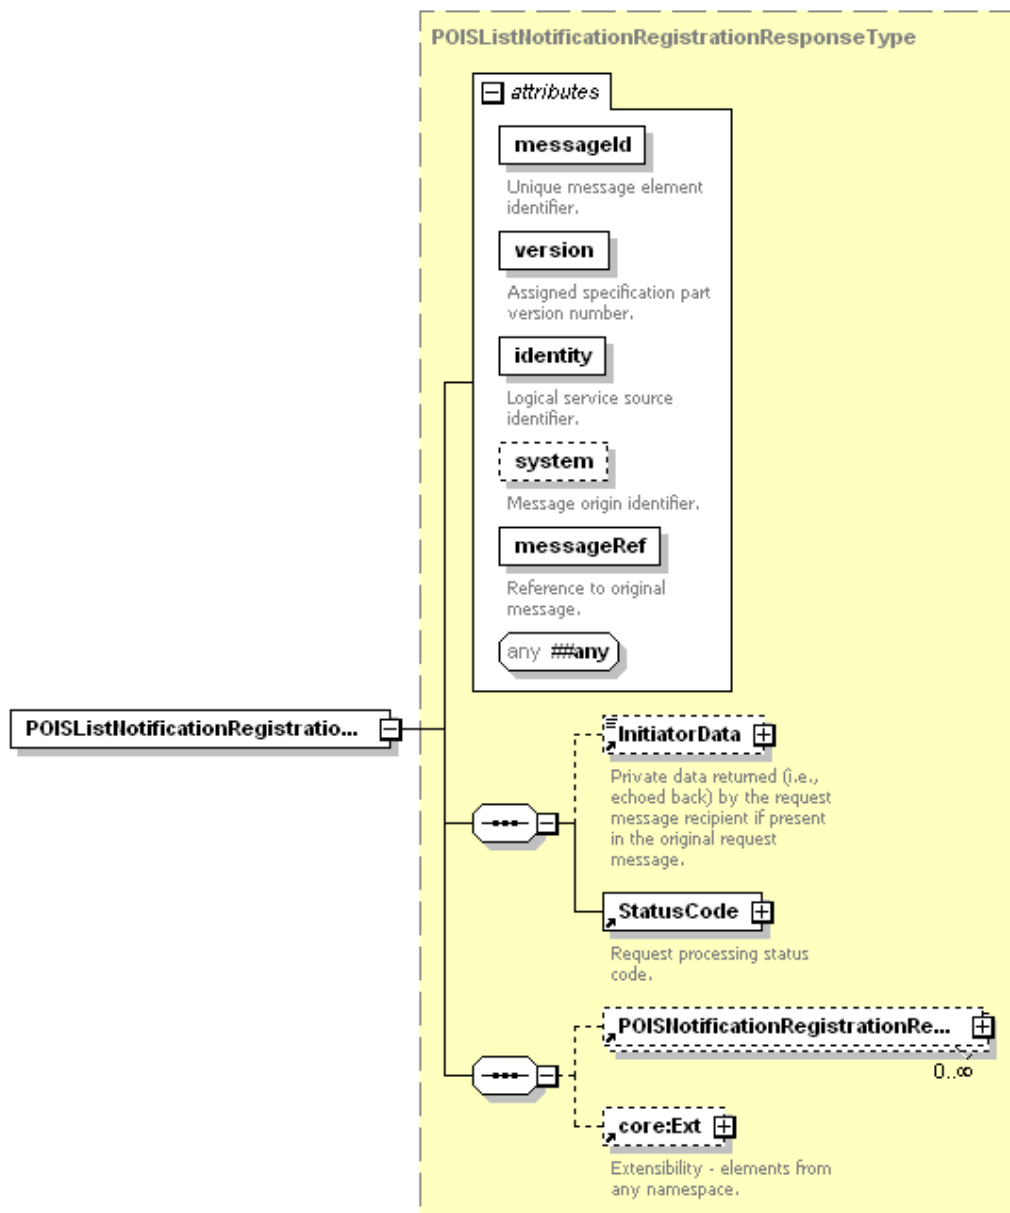 POISListNotificationRegistrationResponseType
attributes
messageId
Unique message element
identifier.
version
Assigned specification part
version number.
identity
Logical service source
identifier.
system
Message origin identifier.
messageRef
Reference to original
message.
any ##any
POISListNotificationRegistratio...
InitiatorData
Private data returned (i.e.,
echoed back) by the request
message recipient if present
in the original request
message.
StatusCode
Request processing status
code.
POISNotificationRegistrationRe...
0..∞
core:Ext
Extensibility - elements from
any namespace.